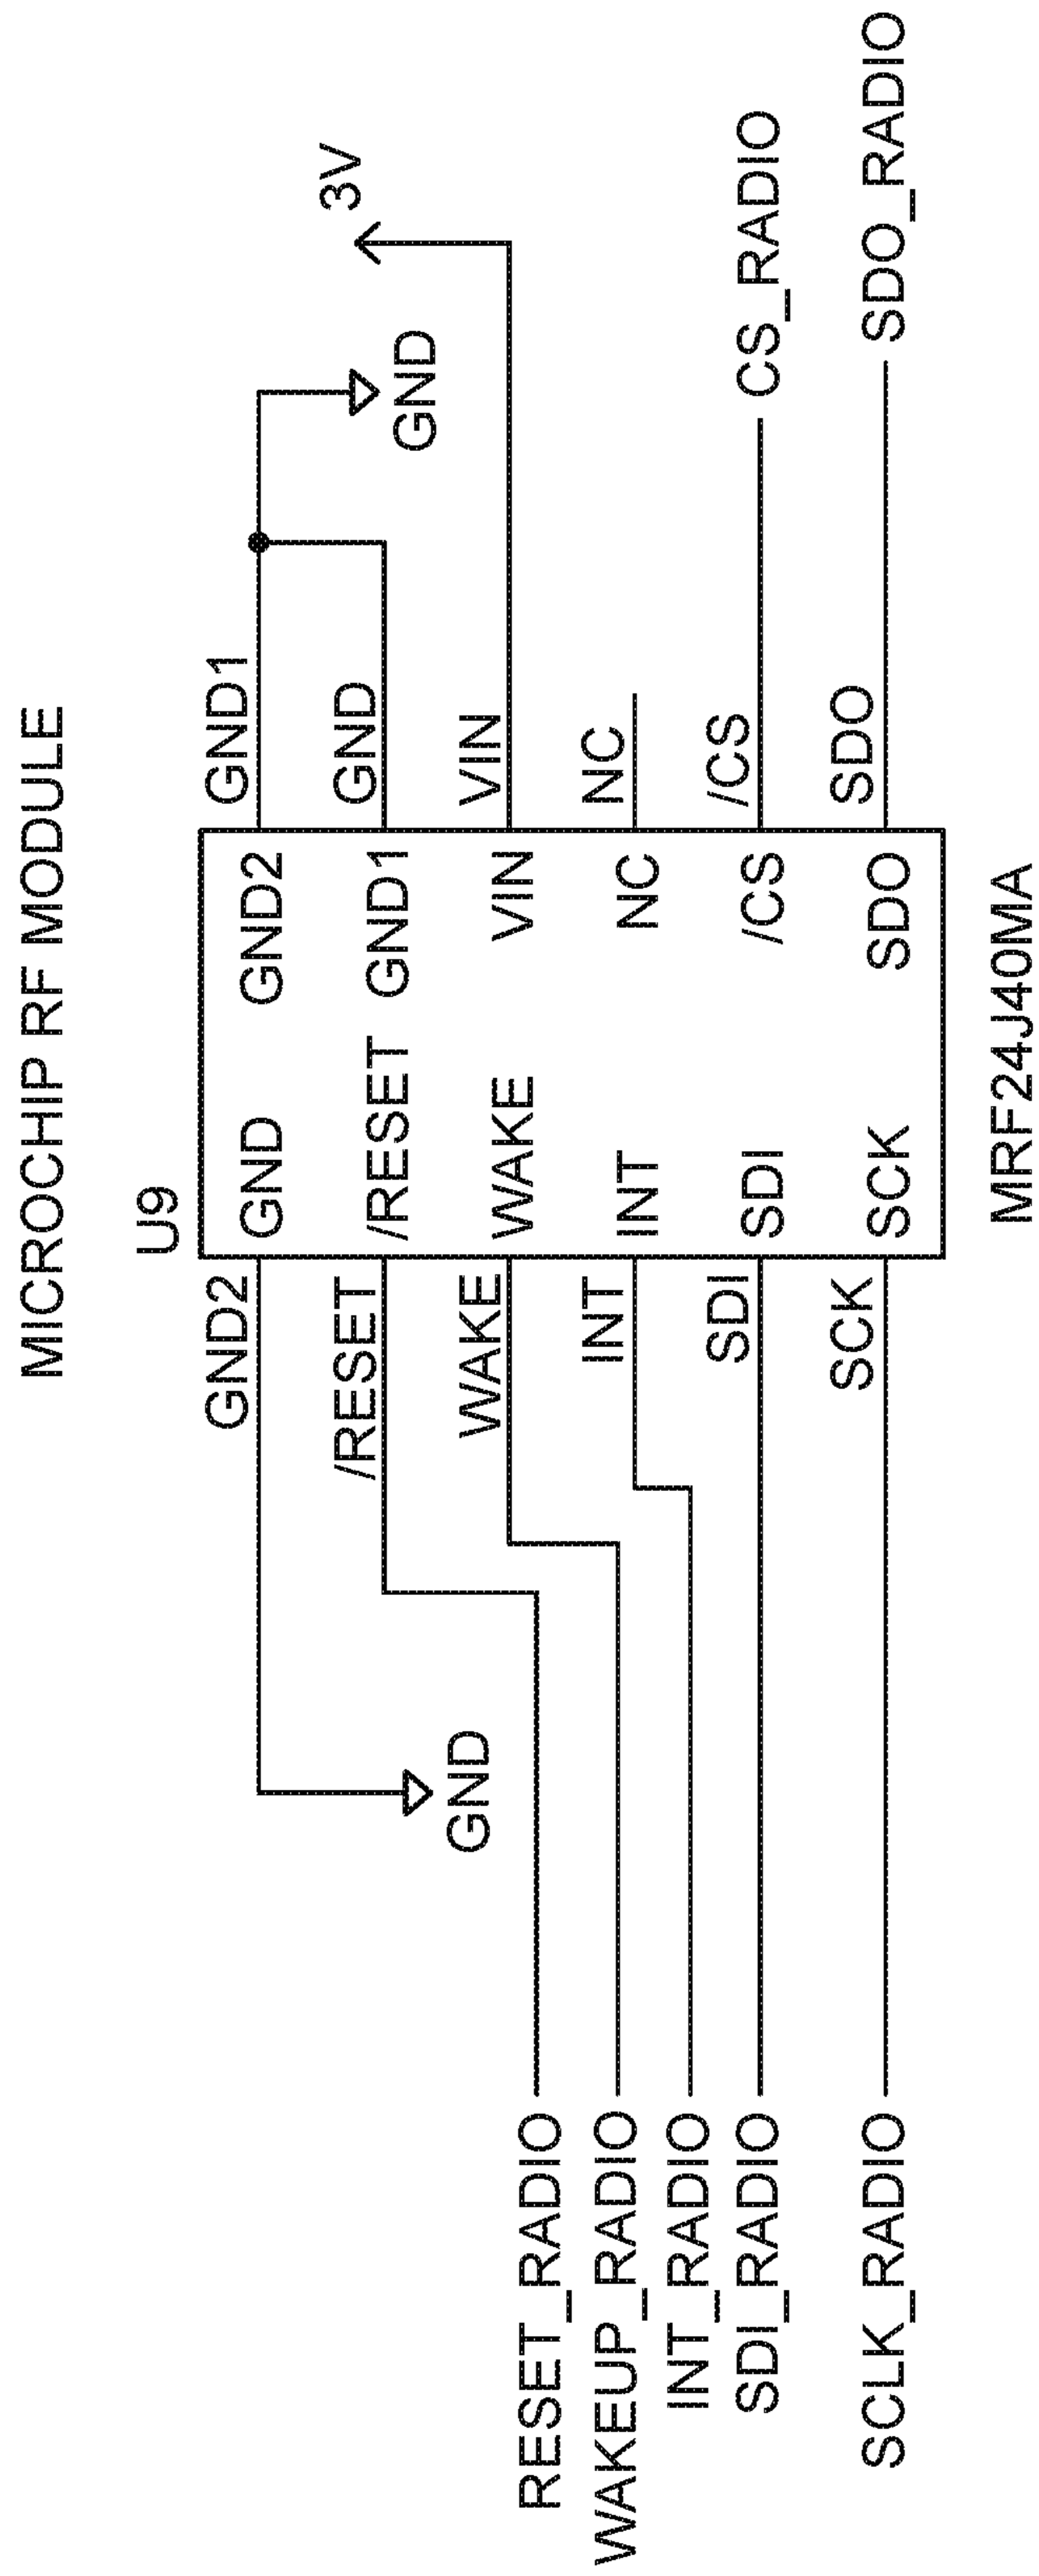 MICROCHIP RF MODULE
U9
GND2
GND
GND2
GND1
/RESET
/RESET
GND1
GND
WAKE
WAKE
VIN
VIN
INT
INT
NC
NC
SDI
SDI
/CS
/CS
SCK
SCK
SDO
SDO
GND
GND
3V
RESET_RADIO
WAKEUP_RADIO
INT_RADIO
SDI_RADIO
CS_RADIO
SCLK_RADIO
SDO_RADIO
MRF24J40MA